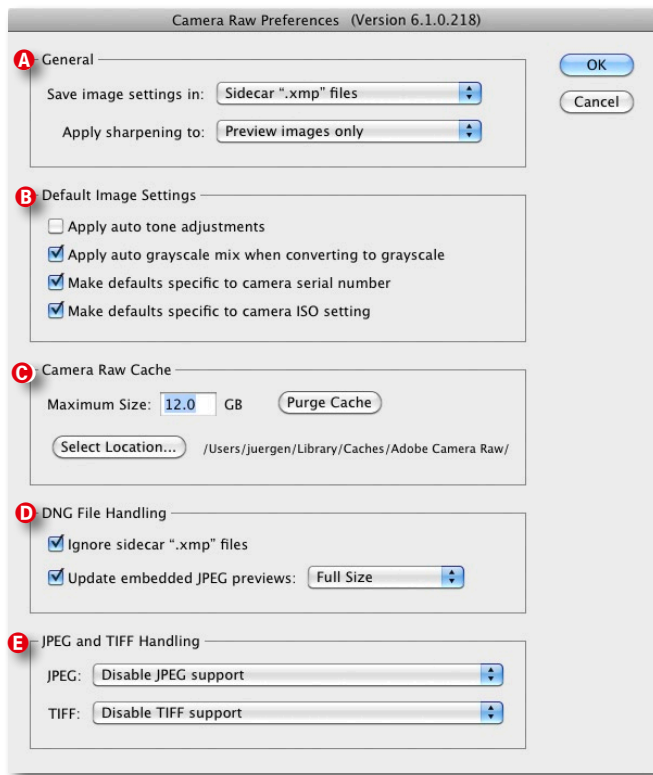 Camera Raw Preferences (Version 6.1.0.218)
A General
OK
Save image settings in: Sidecar “.xmp” files
Cancel
Apply sharpening to: Preview images only
B Default Image Settings
Apply auto tone adjustments
Apply auto grayscale mix when converting to grayscale
Make defaults specific to camera serial number
Make defaults specific to camera ISO setting
C Camera Raw Cache
Maximum Size: 12.0 GB Purge Cache
Select Location... /Users/juergen/Library/Caches/Adobe Camera Raw/
D DNG File Handling
Ignore sidecar “.xmp” files
Update embedded JPEG previews: Full Size
E JPEG and TIFF Handling
JPEG: Disable JPEG support
TIFF: Disable TIFF support